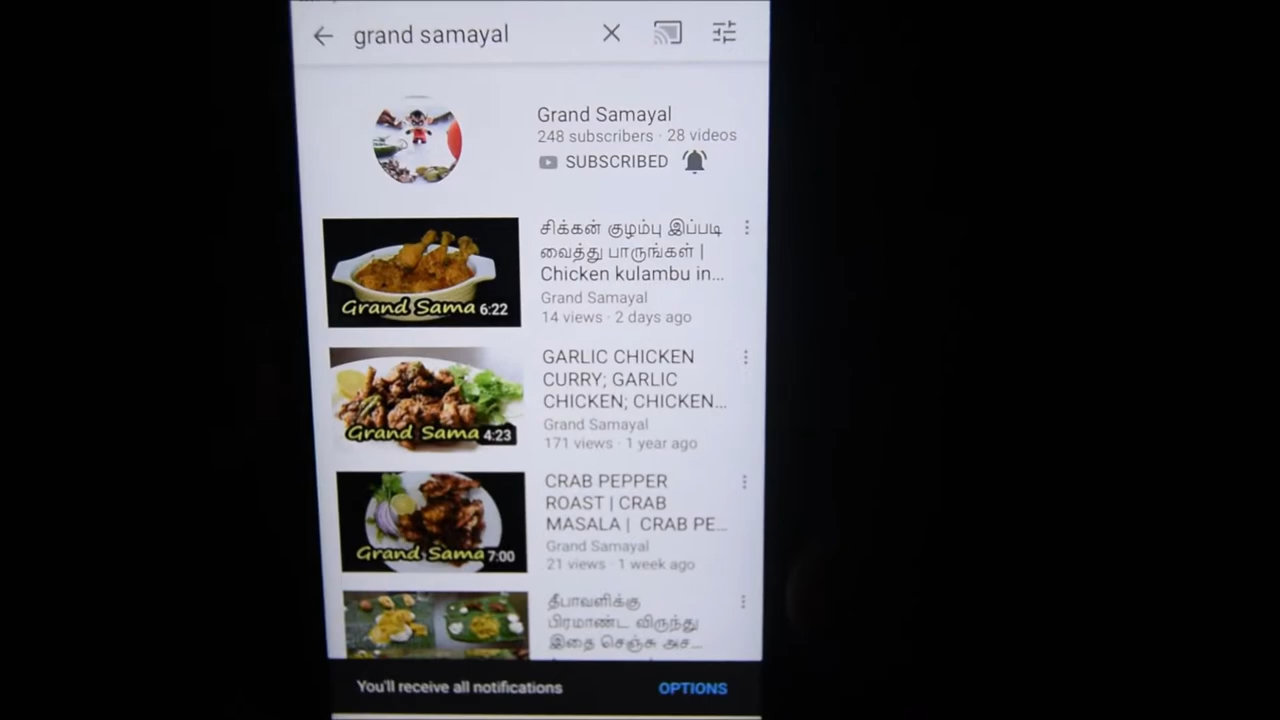 grand samayal
Grand Samayal
248 subscribers · 28 videos
SUBSCRIBED
சிக்கன் குழம்பு இப்படி
வைத்து பாருங்கள் |
Chicken kulambu in...
Grand Samayal
14 views · 2 days ago
Grand Sama 6:22
GARLIC CHICKEN
CURRY; GARLIC
CHICKEN; CHICKEN...
Grand Samayal
171 views · 1 year ago
Grand Sama 4:23
CRAB PEPPER
ROAST | CRAB
MASALA | CRAB PE...
Grand Samayal
21 views · 1 week ago
Grand Sama 7:00
தீபாவளிக்கு
பிரமாண்ட விருந்து
இதை செஞ்சு அச...
You'll receive all notifications OPTIONS